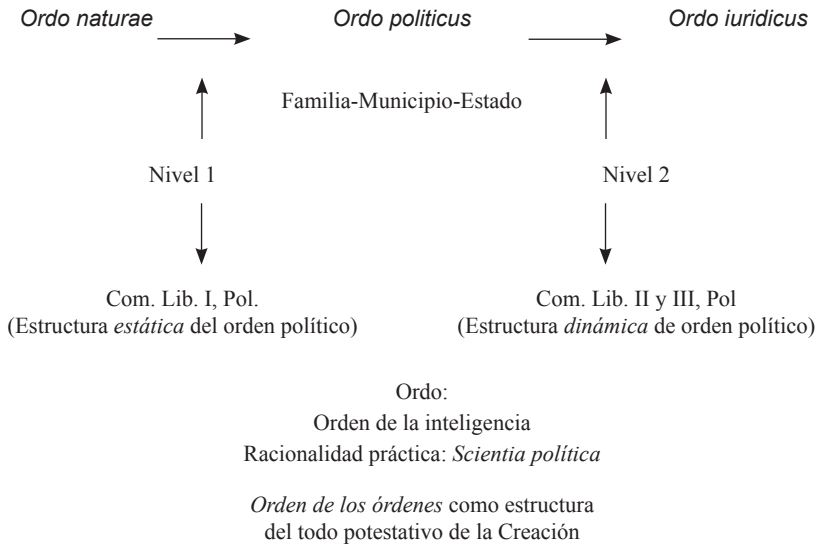 Ordo naturae Ordo politicus Ordo iuridicus
Familia-Municipio-Estado
Nivel 1 Nivel 2
Com. Lib. I, Pol. Com. Lib. II y III, Pol
(Estructura estática del orden político) (Estructura dinámica de orden político)
Ordo:
Orden de la inteligencia
Racionalidad práctica: Scientia política
Orden de los órdenes como estructura
del todo potestativo de la Creación